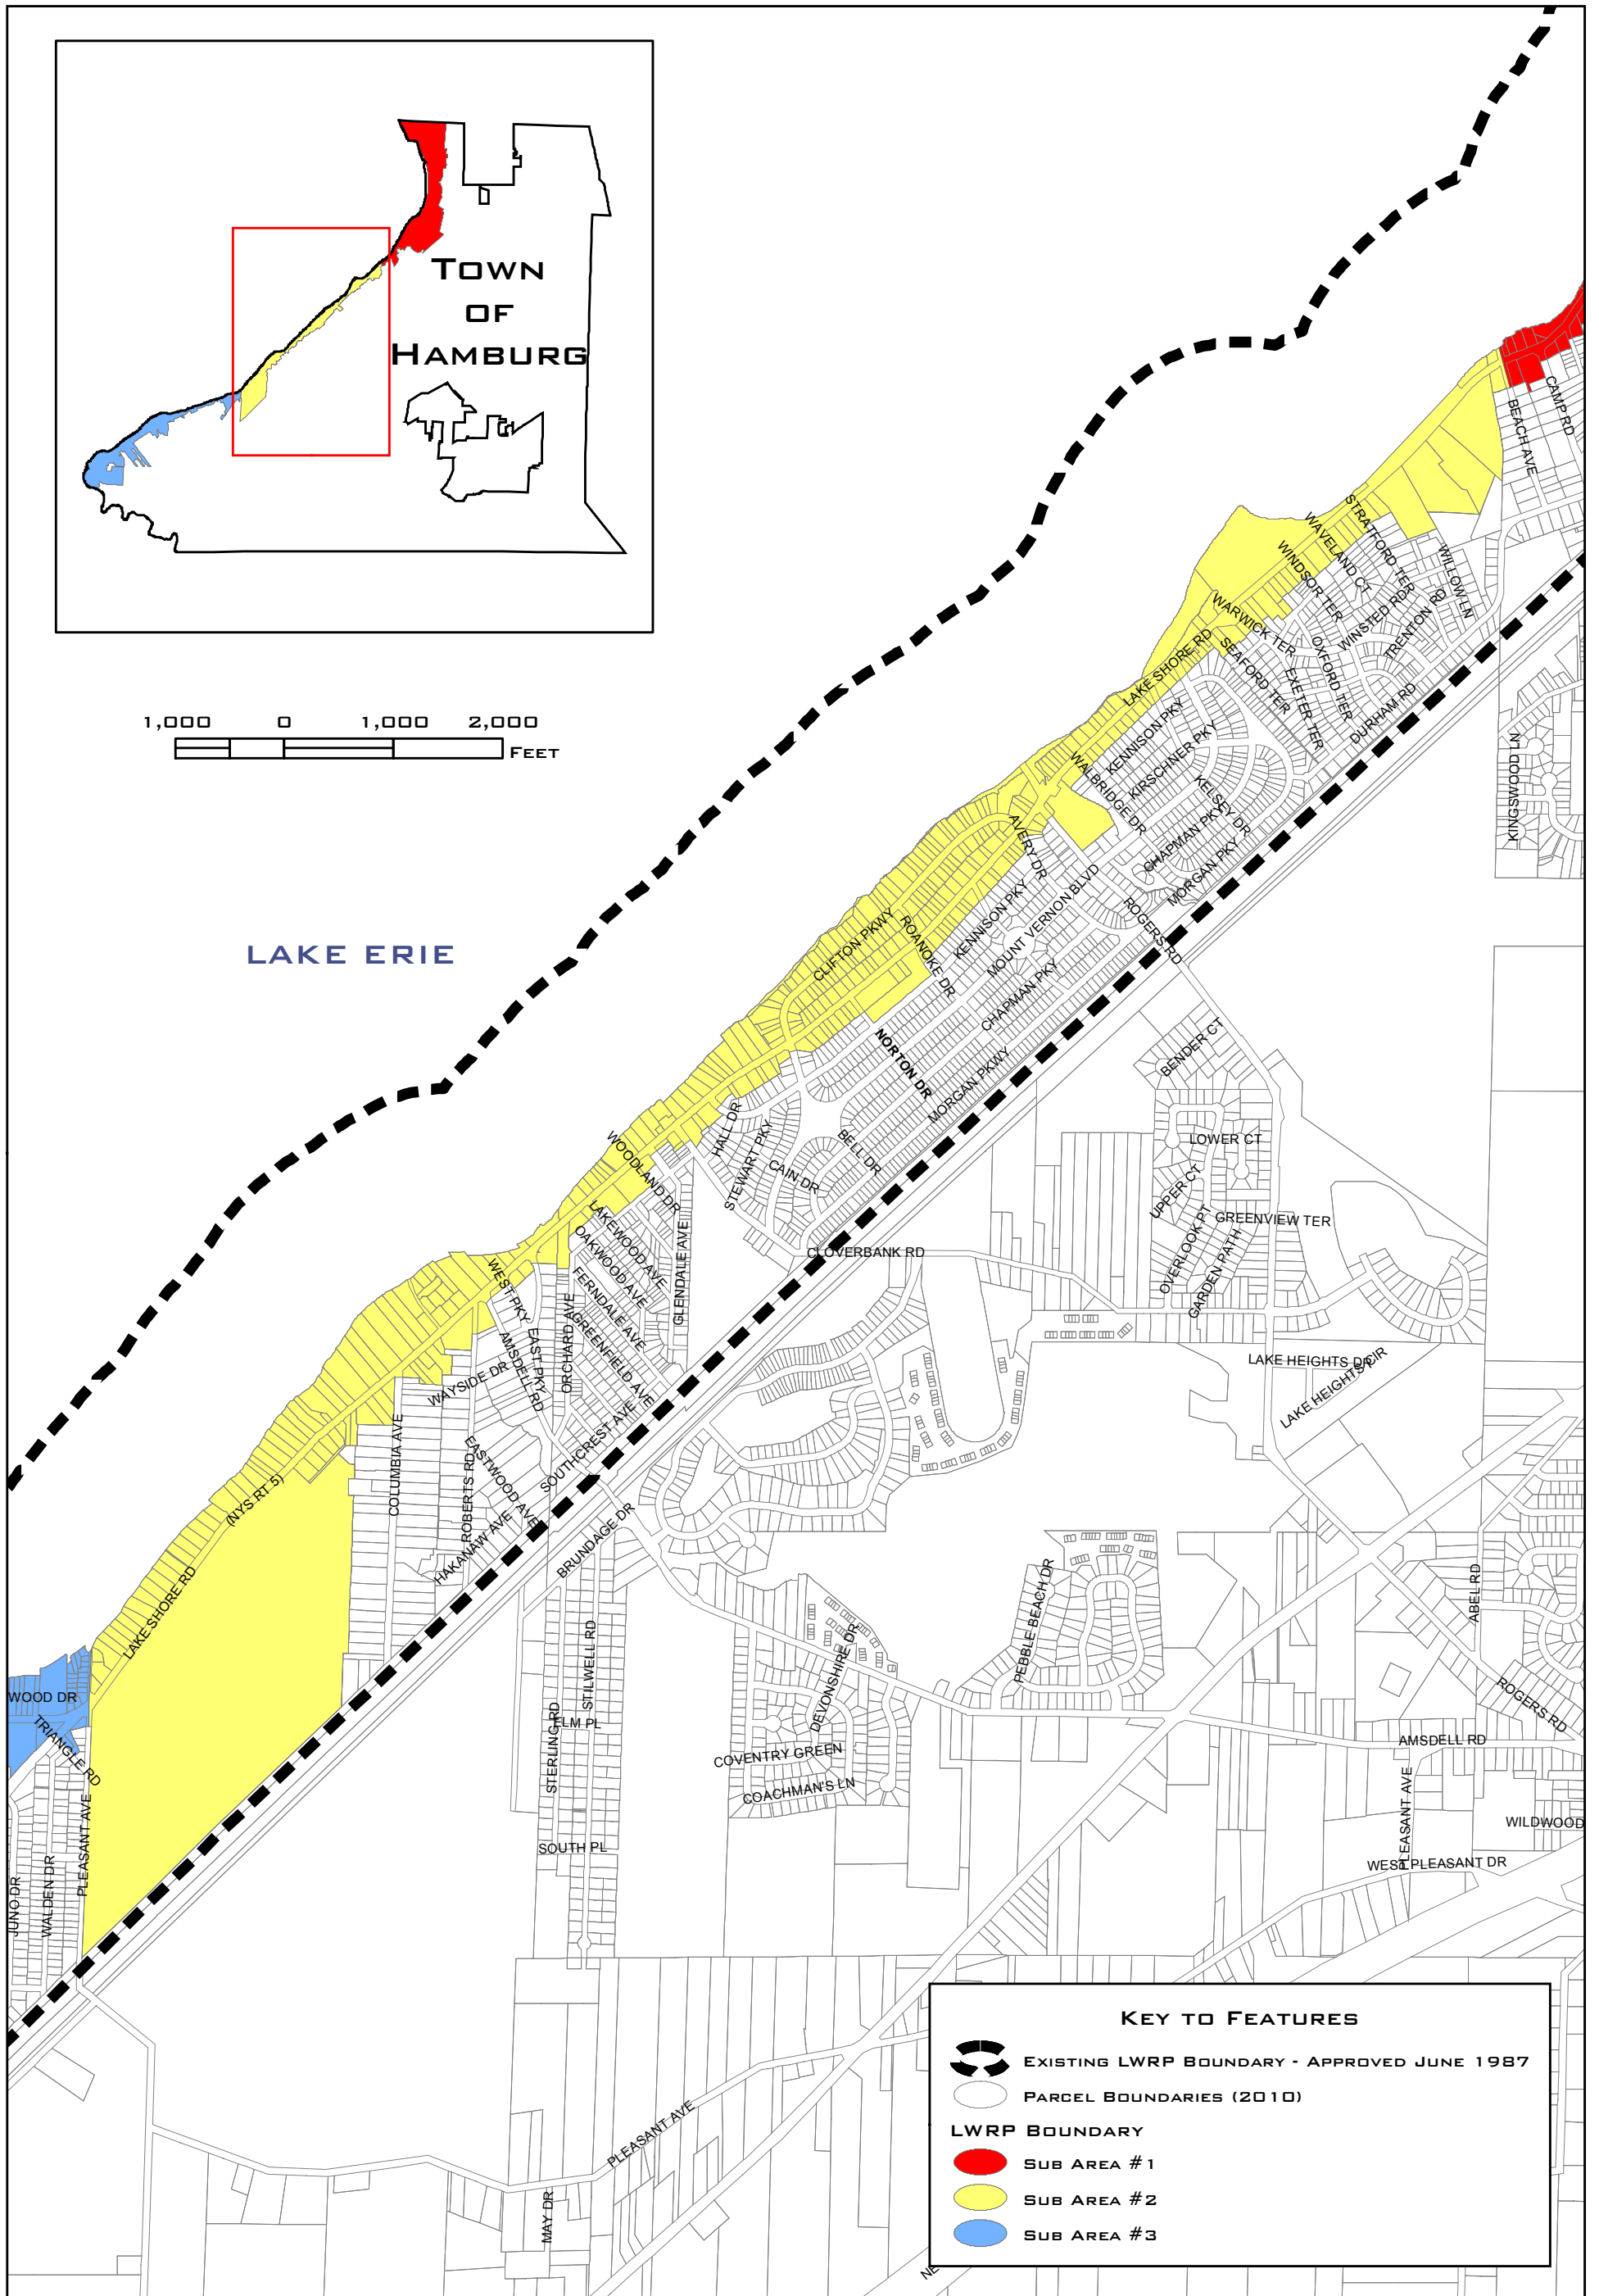 TOWN
OF
HAMBURG
1,000 0 1,000 2,000
FEET
LAKE ERIE
CAMP RD
BEACH AVE
STRATFORD TER
WAVELAND CT
WINDSOR TER
WILLOW LN
WINSTED RD
TRENTON RD
WARWICK TER
OXFORD TER
SEAFORD TER
EXETER TER
LAKE SHORE RD
DURHAM RD
KENNISON PKY
KIRSCHNER PKY
KINGSWOOD LN
WALBRIDGE DR
KELSEY DR
CHAPMAN PKY
MORGAN PKY
AVERY DR
ROGERS RD
KENNISON PKY
MOUNT VERNON BLVD
CLIFTON PKWY
ROANOKE DR
CHAPMAN PKY
NORTON DR
MORGAN PKWY
BENDER CT
HALL DR
STEWART PKY
CAIN DR
BELL DR
LOWER CT
UPPER CT
WOODLAND DR
LAKEWOOD AVE
OAKWOOD AVE
GLENDALE AVE
CLOVERBANK RD
OVERLOOK PT
GREENVIEW TER
GARDEN PATH
WEST PKY
FERNDALE AVE
EAST PKY
ORCHARD AVE
GREENFIELD AVE
AMSDELL RD
WAYSIDE DR
LAKE HEIGHTS DR
LAKE HEIGHTS CIR
COLUMBIA AVE
EASTWOOD AVE
SOUTHCREST AVE
ROBERTS RD
(NYS RT 5)
HAKANAW AVE
BRUNDAGE DR
LAKE SHORE RD
PEBBLE BEACH DR
ABEL RD
STILWELL RD
DEVONSHIRE DR
WOOD DR
TRIANGLE RD
STERLING RD
ELM PL
ROGERS RD
AMSDELL RD
COVENTRY GREEN
COACHMAN'S LN
PLEASANT AVE
PLEASANT AVE
WILDWOOD
JUNO DR
WALDEN DR
SOUTH PL
WEST PLEASANT DR
PLEASANT AVE
MAY DR
NE
KEY TO FEATURES
EXISTING LWRP BOUNDARY - APPROVED JUNE 1987
PARCEL BOUNDARIES (2010)
LWRP BOUNDARY
SUB AREA #1
SUB AREA #2
SUB AREA #3